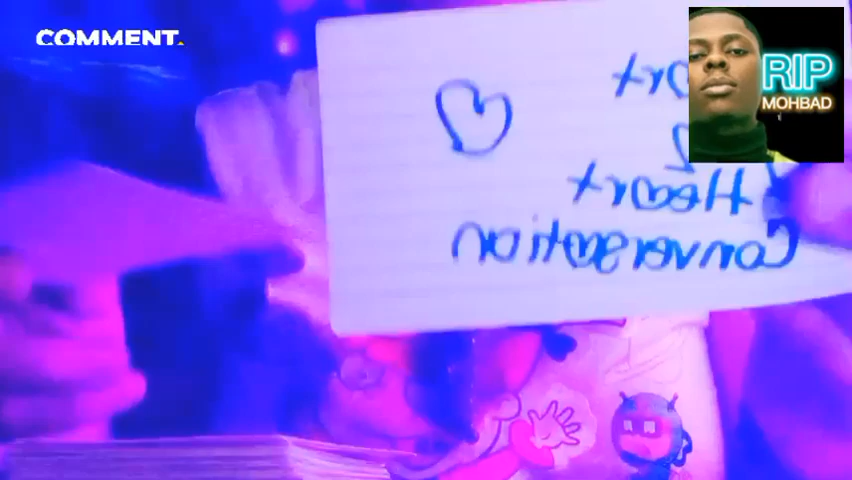 COMMENT.
RIP
MOHBAD
2
Heart
Conversation